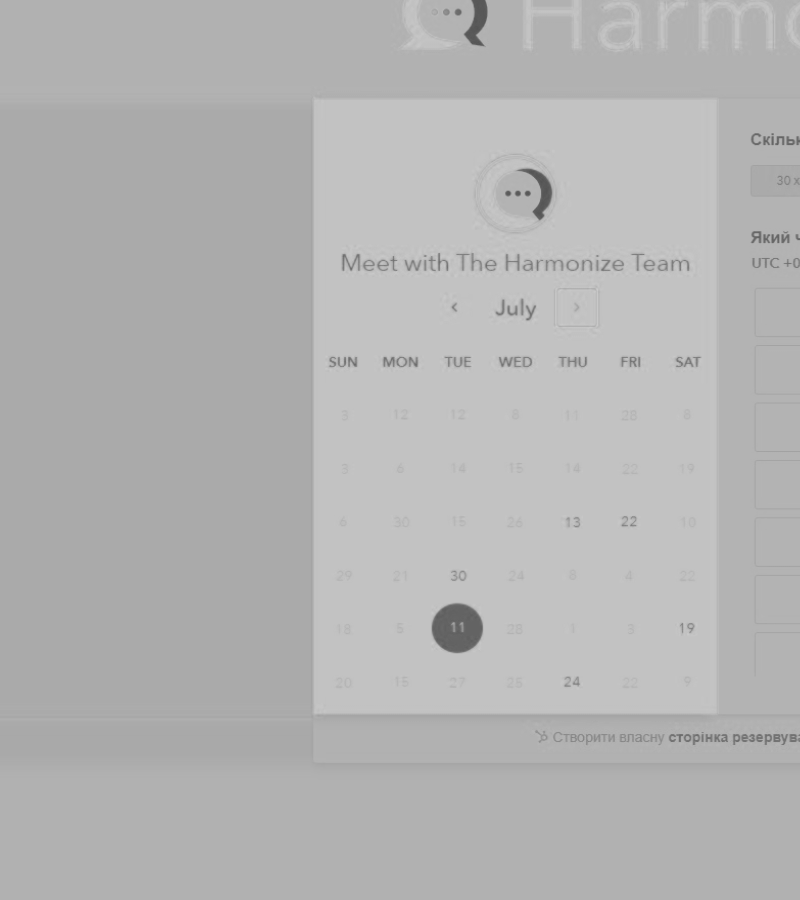 Harmo
Meet with The Harmonize Team
July
SUN MON TUE WED THU FRI SAT
3 12 12 8 11 28 8
3 6 14 15 14 22 19
6 30 15 26 13 22 10
29 21 30 24 8 4 22
18 5 11 28 1 3 19
20 15 27 25 24 22 9
Скільк
30 х
Який ч
UTC +0
Створити власну сторінка резервува